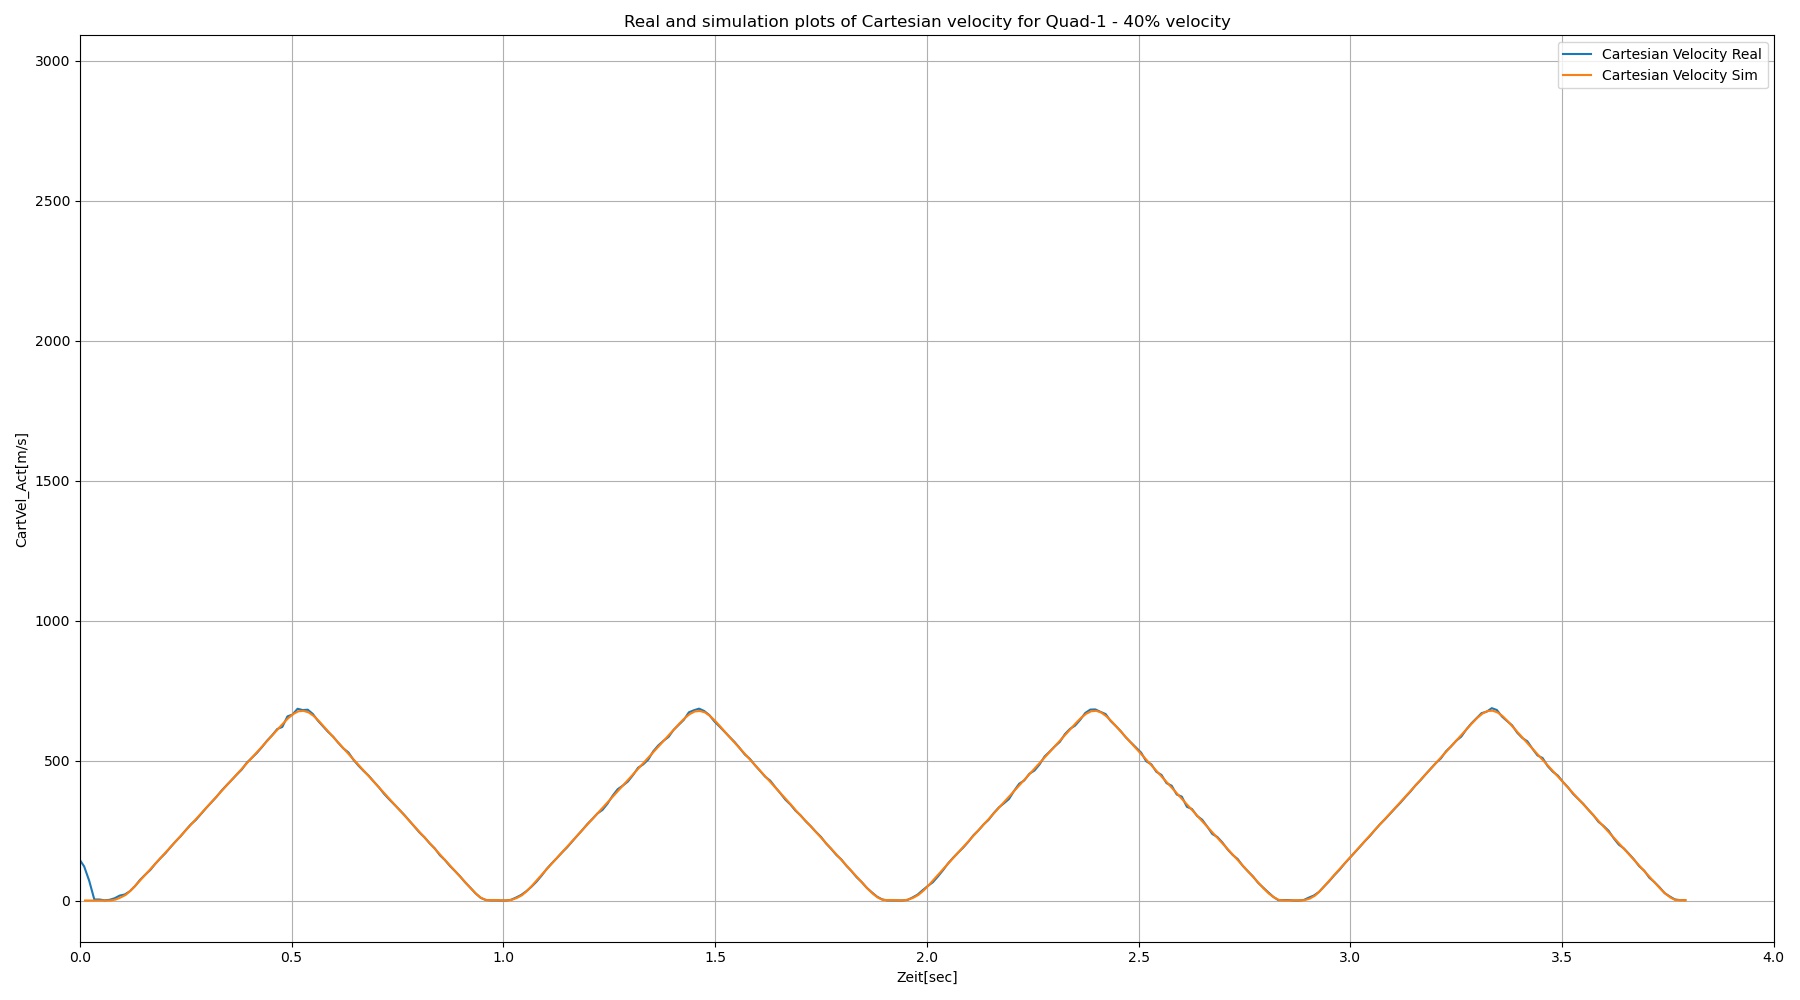 Real and simulation plots of Cartesian velocity for Quad-1 - 40% velocity
Cartesian Velocity Real
Cartesian Velocity Sim
3000
2500
2000
1500
1000
500
0
CartVel_Act[m/s]
0.0 0.5 1.0 1.5 2.0 2.5 3.0 3.5 4.0
Zeit[sec]